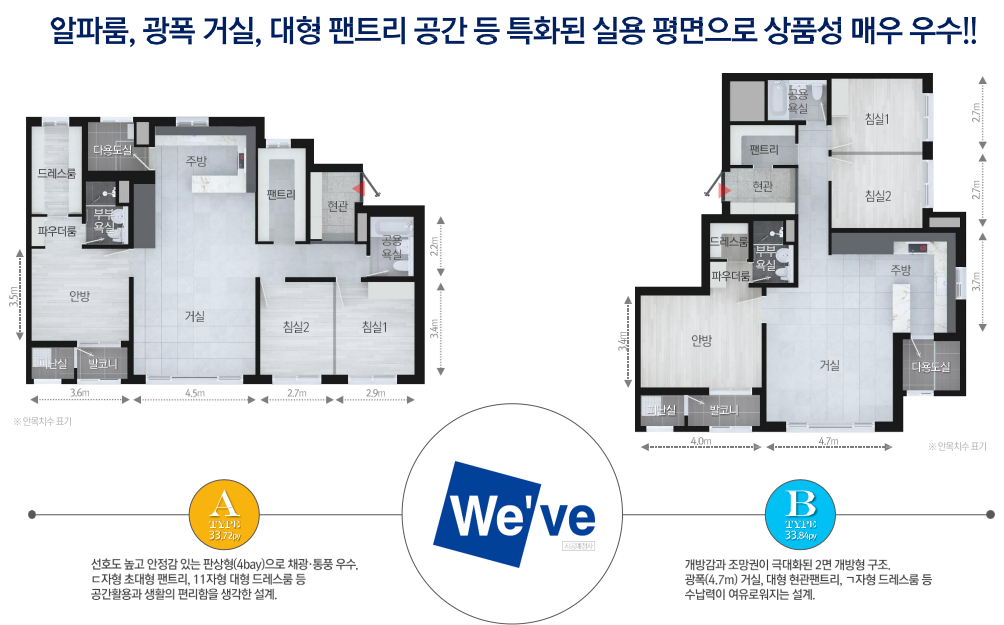 알파룸, 광폭 거실, 대형 팬트리 공간 등 특화된 실용 평면으로 상품성 매우 우수!!
드레스룸
다용도실
주방
팬트리
현관
파우더룸
부부
욕실
공용
욕실
안방
거실
침실2
침실1
피난실
발코니
3.5m
2.2m
3.4m
3.6m
4.5m
2.7m
2.9m
※ 안목치수 표기
공용
욕실
침실1
팬트리
현관
침실2
드레스룸
부부
욕실
파우더룸
주방
안방
거실
다용도실
피난실
발코니
2.7m
2.7m
3.7m
3.4m
4.0m
4.7m
※ 안목치수 표기
A
TYPE
33.72py
We've
B
TYPE
33.84py
선호도 높고 안정감 있는 판상형(4bay)으로 채광·통풍 우수.
ㄷ자형 초대형 팬트리, 11자형 대형 드레스룸 등
공간활용과 생활의 편리함을 생각한 설계.
개방감과 조망권이 극대화된 2면 개방형 구조.
광폭(4.7m) 거실, 대형 현관팬트리, ㄱ자형 드레스룸 등
수납력이 여유로워지는 설계.